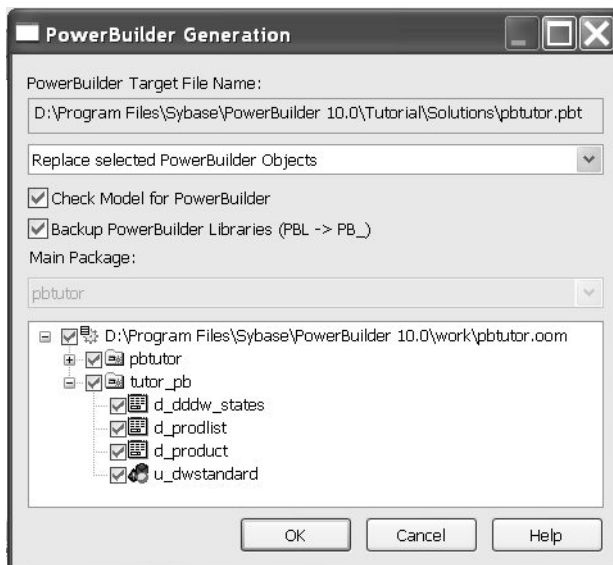 PowerBuilder Generation
PowerBuilder Target File Name:
D:\Program Files\Sybase\PowerBuilder 10.0\Tutorial\Solutions\pbtutor.pbt
Replace selected PowerBuilder Objects
Check Model for PowerBuilder
Backup PowerBuilder Libraries (PBL -> PB_)
Main Package:
pbtutor
D:\Program Files\Sybase\PowerBuilder 10.0\work\pbtutor.oom
pbtutor
tutor_pb
d_dddw_states
d_prodlist
d_product
u_dwstandard
OK Cancel Help